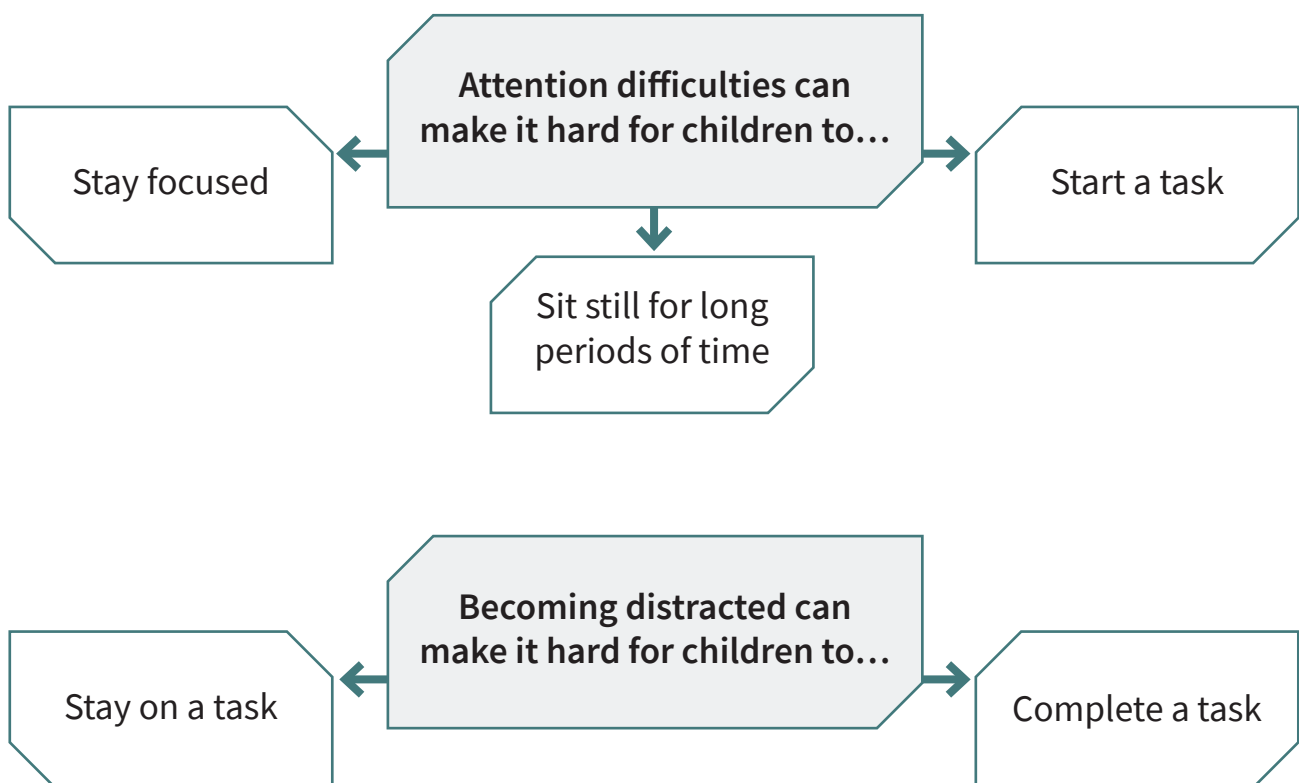 Attention difficulties can
make it hard for children to…
Stay focused
Start a task
Sit still for long
periods of time
Becoming distracted can
make it hard for children to…
Stay on a task
Complete a task